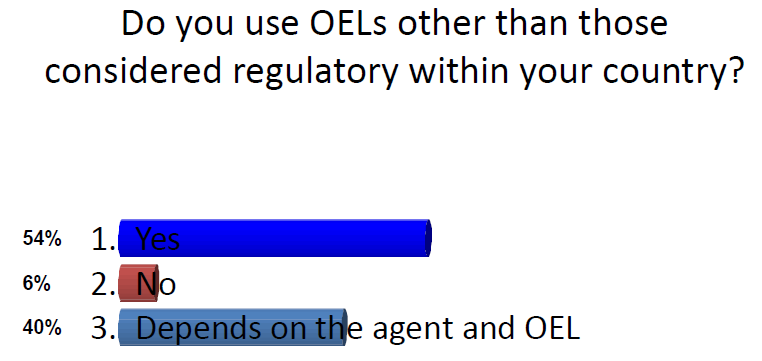 Do you use OELs other than those
considered regulatory within your country?
54% 1. Yes
6% 2. No
40% 3. Depends on the agent and OEL